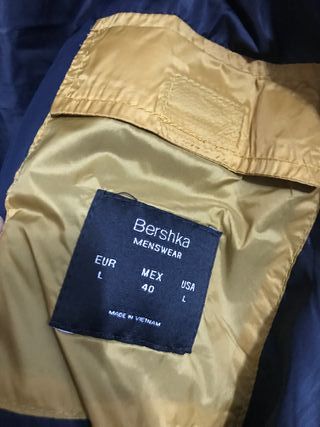 Bershka
MENSWEAR
EUR MEX USA
L 40 L
MADE IN VIETNAM